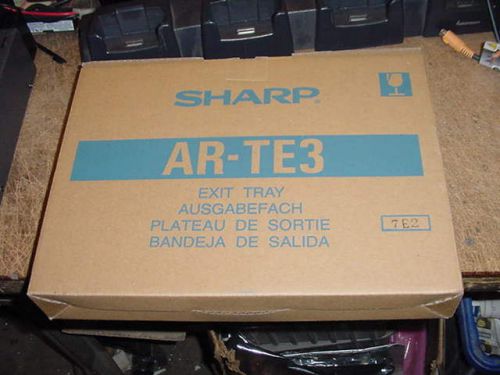 SHARP
AR-TE3
EXIT TRAY
AUSGABEFACH
PLATEAU DE SORTIE
BANDEJA DE SALIDA
7E2